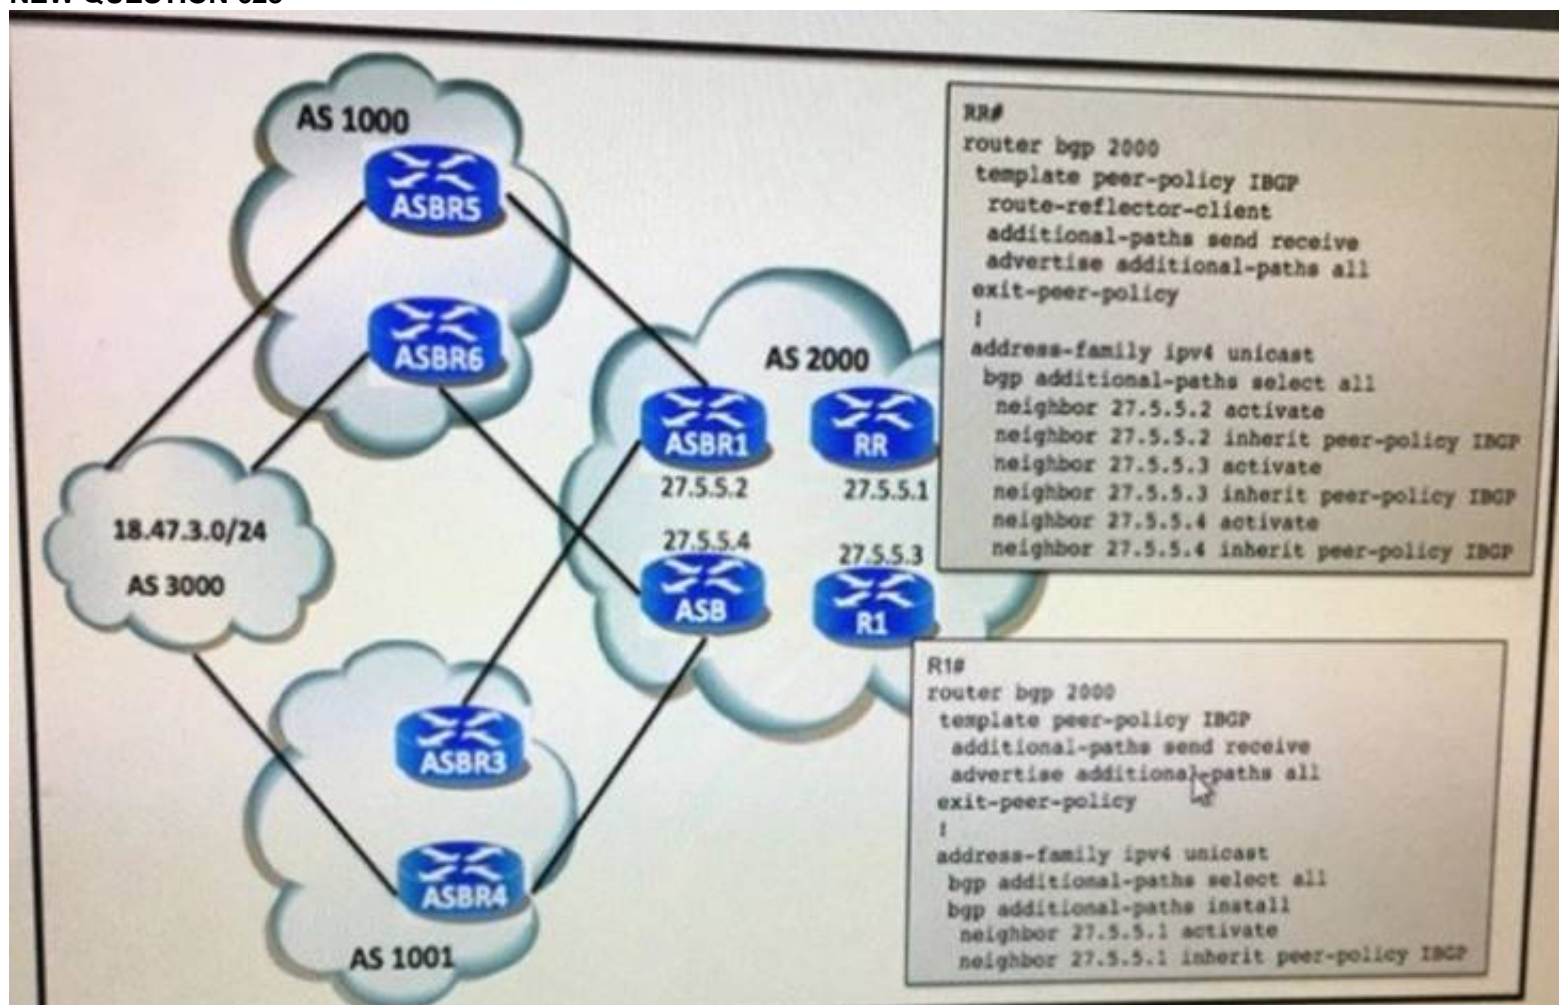 AS 1000
ASBR5
ASBR6
18.47.3.0/24
AS 3000
AS 2000
ASBR1
27.5.5.2
RR
27.5.5.1
27.5.5.4
ASB
27.5.5.3
R1
ASBR3
ASBR4
AS 1001
RR#
router bgp 2000
template peer-policy IBGP
route-reflector-client
additional-paths send receive
advertise additional-paths all
exit-peer-policy
!
address-family ipv4 unicast
bgp additional-paths select all
neighbor 27.5.5.2 activate
neighbor 27.5.5.2 inherit peer-policy IBGP
neighbor 27.5.5.3 activate
neighbor 27.5.5.3 inherit peer-policy IBGP
neighbor 27.5.5.4 activate
neighbor 27.5.5.4 inherit peer-policy IBGP
R1#
router bgp 2000
template peer-policy IBGP
additional-paths send receive
advertise additional-paths all
exit-peer-policy
!
address-family ipv4 unicast
bgp additional-paths select all
bgp additional-paths install
neighbor 27.5.5.1 activate
neighbor 27.5.5.1 inherit peer-policy IBGP